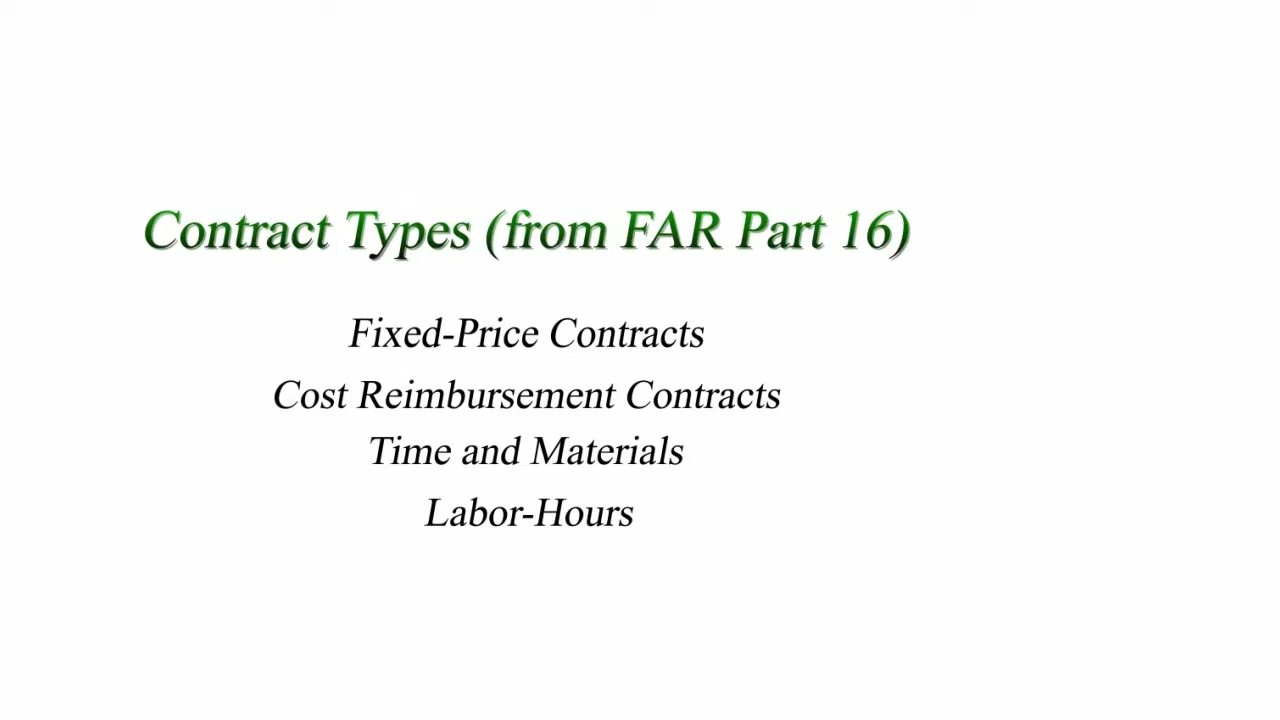 Contract Types (from FAR Part 16)
Fixed-Price Contracts
Cost Reimbursement Contracts
Time and Materials
Labor-Hours